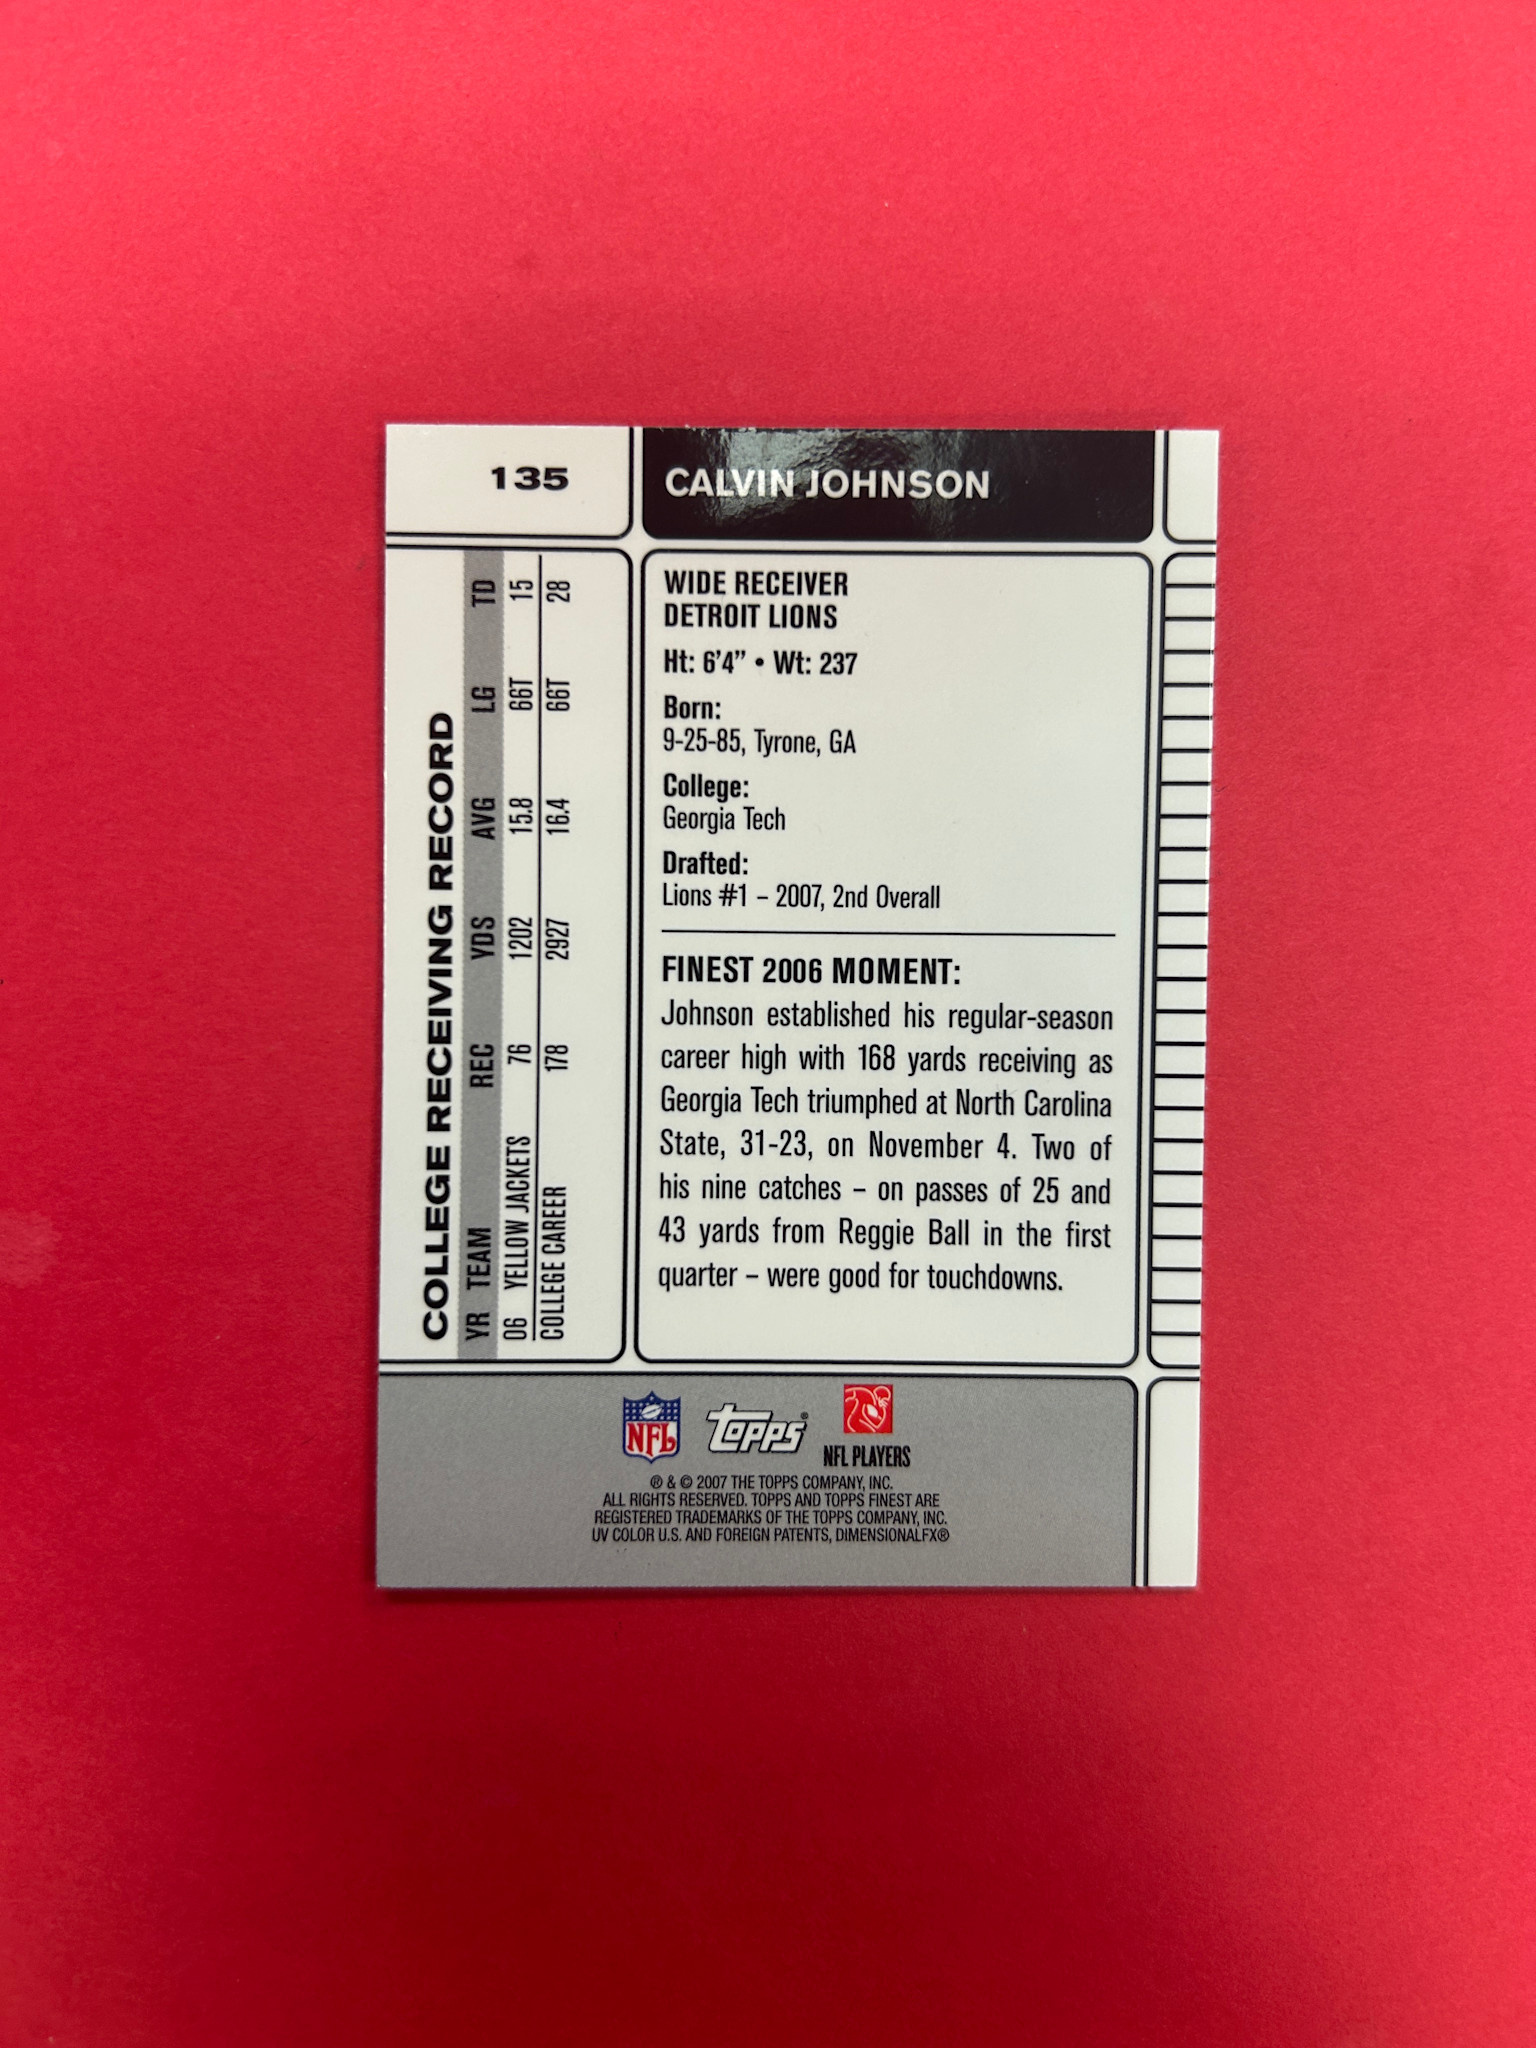 135
CALVIN JOHNSON
COLLEGE RECEIVING RECORD
YR TEAM REC YDS AVG LG TD
06 YELLOW JACKETS 76 1202 15.8 66T 15
COLLEGE CAREER 178 2927 16.4 66T 28
WIDE RECEIVER
DETROIT LIONS
Ht: 6’4” • Wt: 237
Born:
9-25-85, Tyrone, GA
College:
Georgia Tech
Drafted:
Lions #1 – 2007, 2nd Overall
FINEST 2006 MOMENT:
Johnson established his regular-season
career high with 168 yards receiving as
Georgia Tech triumphed at North Carolina
State, 31-23, on November 4. Two of
his nine catches – on passes of 25 and
43 yards from Reggie Ball in the first
quarter – were good for touchdowns.
NFL
Topps®
NFL PLAYERS
® & © 2007 THE TOPPS COMPANY, INC.
ALL RIGHTS RESERVED. TOPPS AND TOPPS FINEST ARE
REGISTERED TRADEMARKS OF THE TOPPS COMPANY, INC.
UV COLOR U.S. AND FOREIGN PATENTS, DIMENSIONALFX®